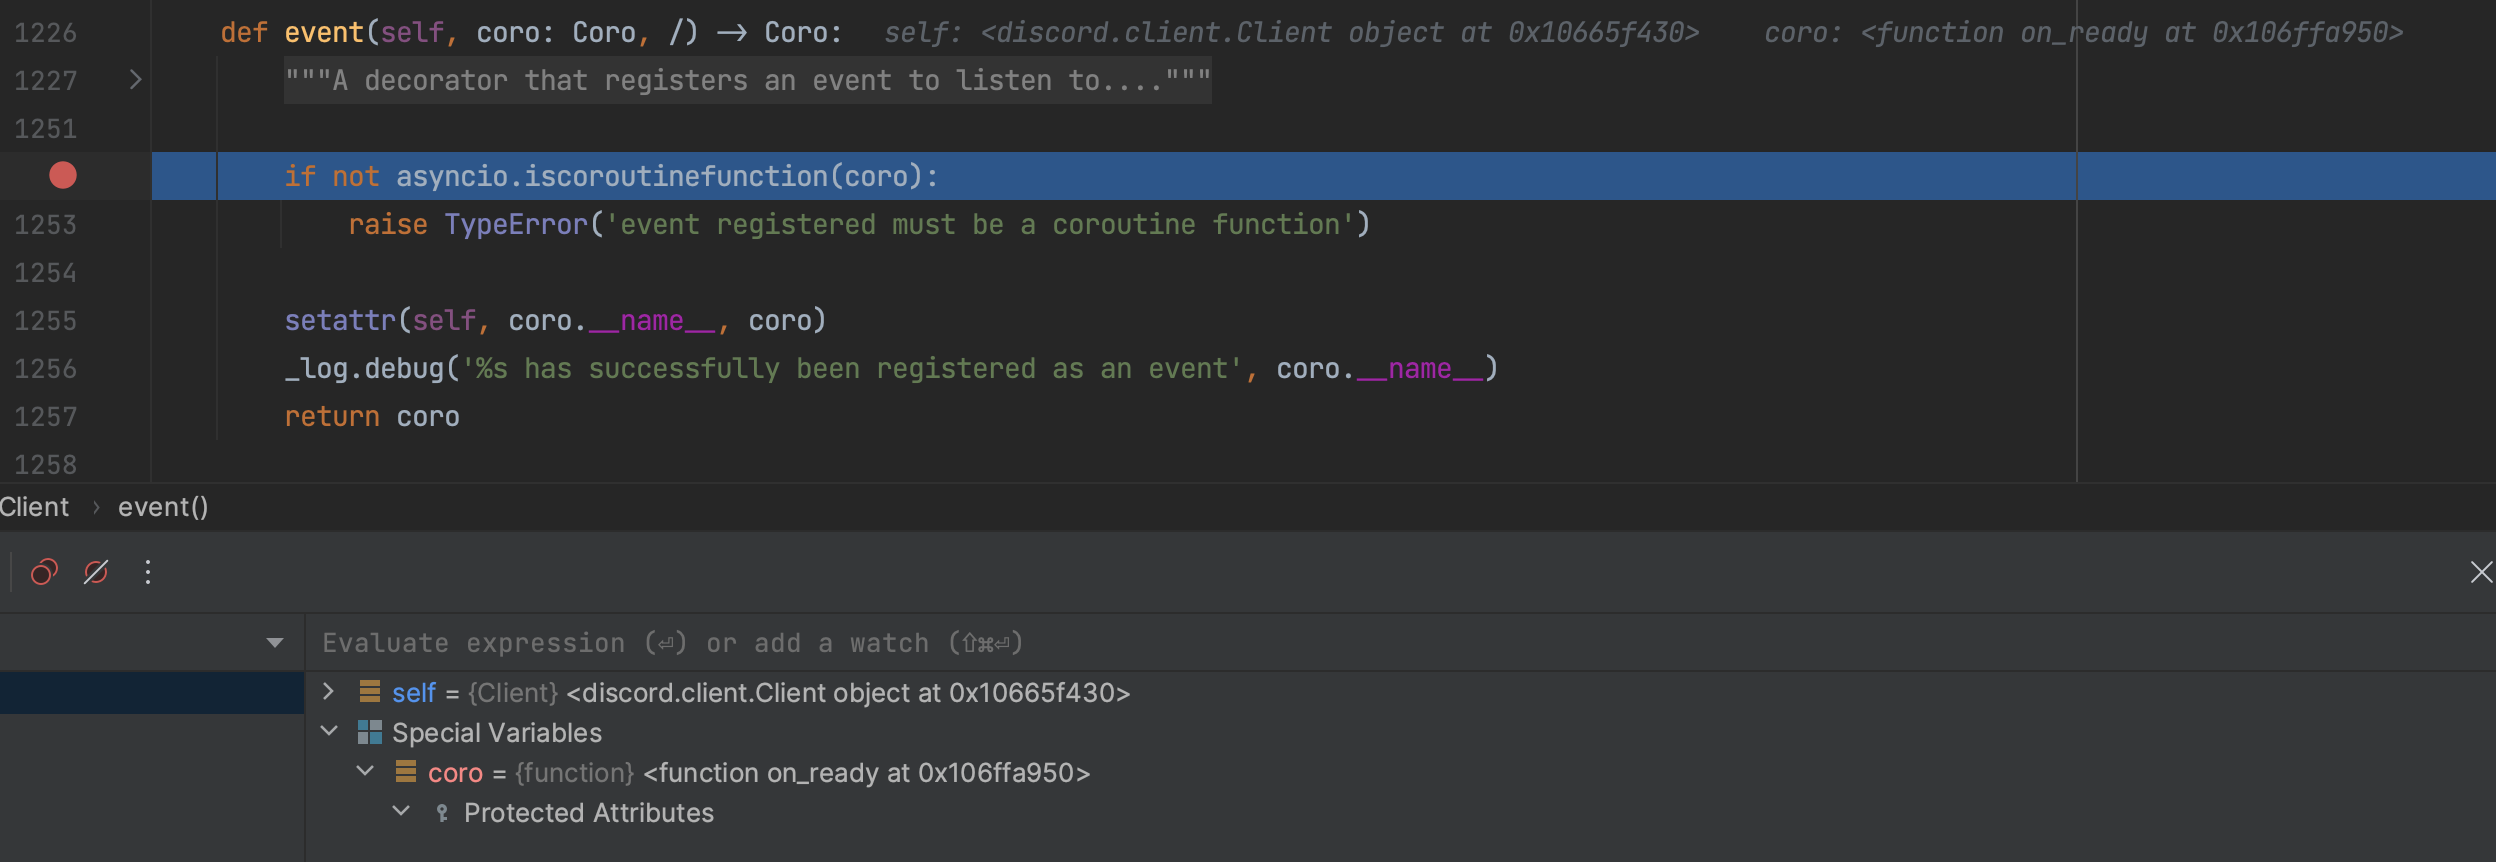 1226 def event(self, coro: Coro, /) -> Coro: self: <discord.client.Client object at 0x10665f430> coro: <function on_ready at 0x106ffa950>
1227 """A decorator that registers an event to listen to...."""
1251
if not asyncio.iscoroutinefunction(coro):
1253 raise TypeError('event registered must be a coroutine function')
1254
1255 setattr(self, coro.__name__, coro)
1256 _log.debug('%s has successfully been registered as an event', coro.__name__)
1257 return coro
1258
Client › event()
Evaluate expression (⏎) or add a watch (⇧⌘⏎)
self = {Client} <discord.client.Client object at 0x10665f430>
Special Variables
coro = {function} <function on_ready at 0x106ffa950>
Protected Attributes